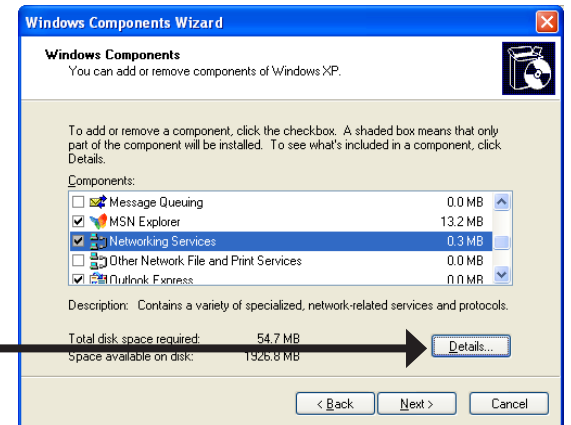 Windows Components Wizard
Windows Components
You can add or remove components of Windows XP.
To add or remove a component, click the checkbox. A shaded box means that only
part of the component will be installed. To see what's included in a component, click
Details.
Components:
Message Queuing 0.0 MB
MSN Explorer 13.2 MB
Networking Services 0.3 MB
Other Network File and Print Services 0.0 MB
Outlook Express 0.0 MB
Description: Contains a variety of specialized, network-related services and protocols.
Total disk space required: 54.7 MB
Space available on disk: 1926.8 MB
Details...
< Back Next > Cancel